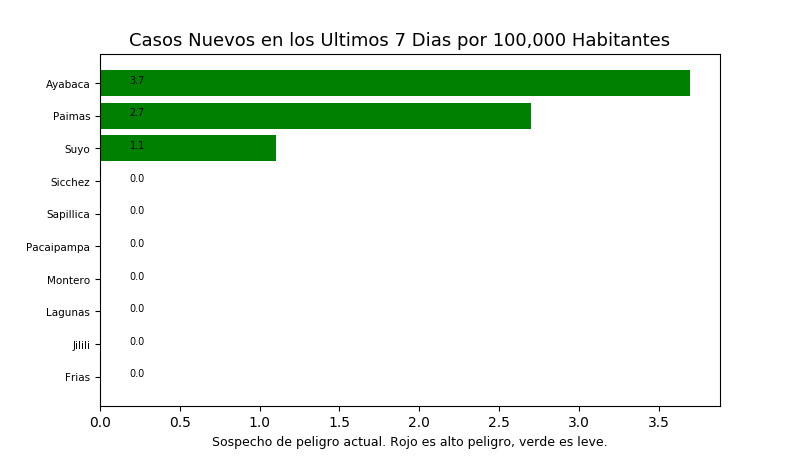 Casos Nuevos en los Ultimos 7 Dias por 100,000 Habitantes
Ayabaca 3.7
Paimas 2.7
Suyo 1.1
Sicchez 0.0
Sapillica 0.0
Pacaipampa 0.0
Montero 0.0
Lagunas 0.0
Jilili 0.0
Frias 0.0
0.0 0.5 1.0 1.5 2.0 2.5 3.0 3.5
Sospecho de peligro actual. Rojo es alto peligro, verde es leve.